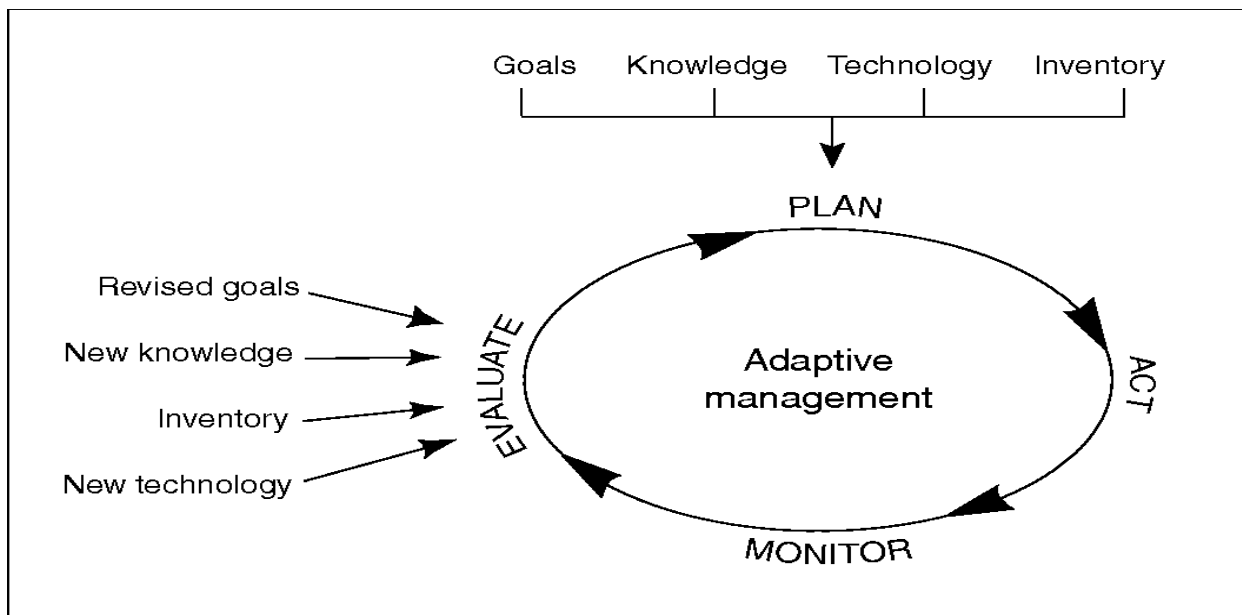 Goals Knowledge Technology Inventory
PLAN
Revised goals
New knowledge
Inventory
New technology
EVALUATE
Adaptive
management
ACT
MONITOR